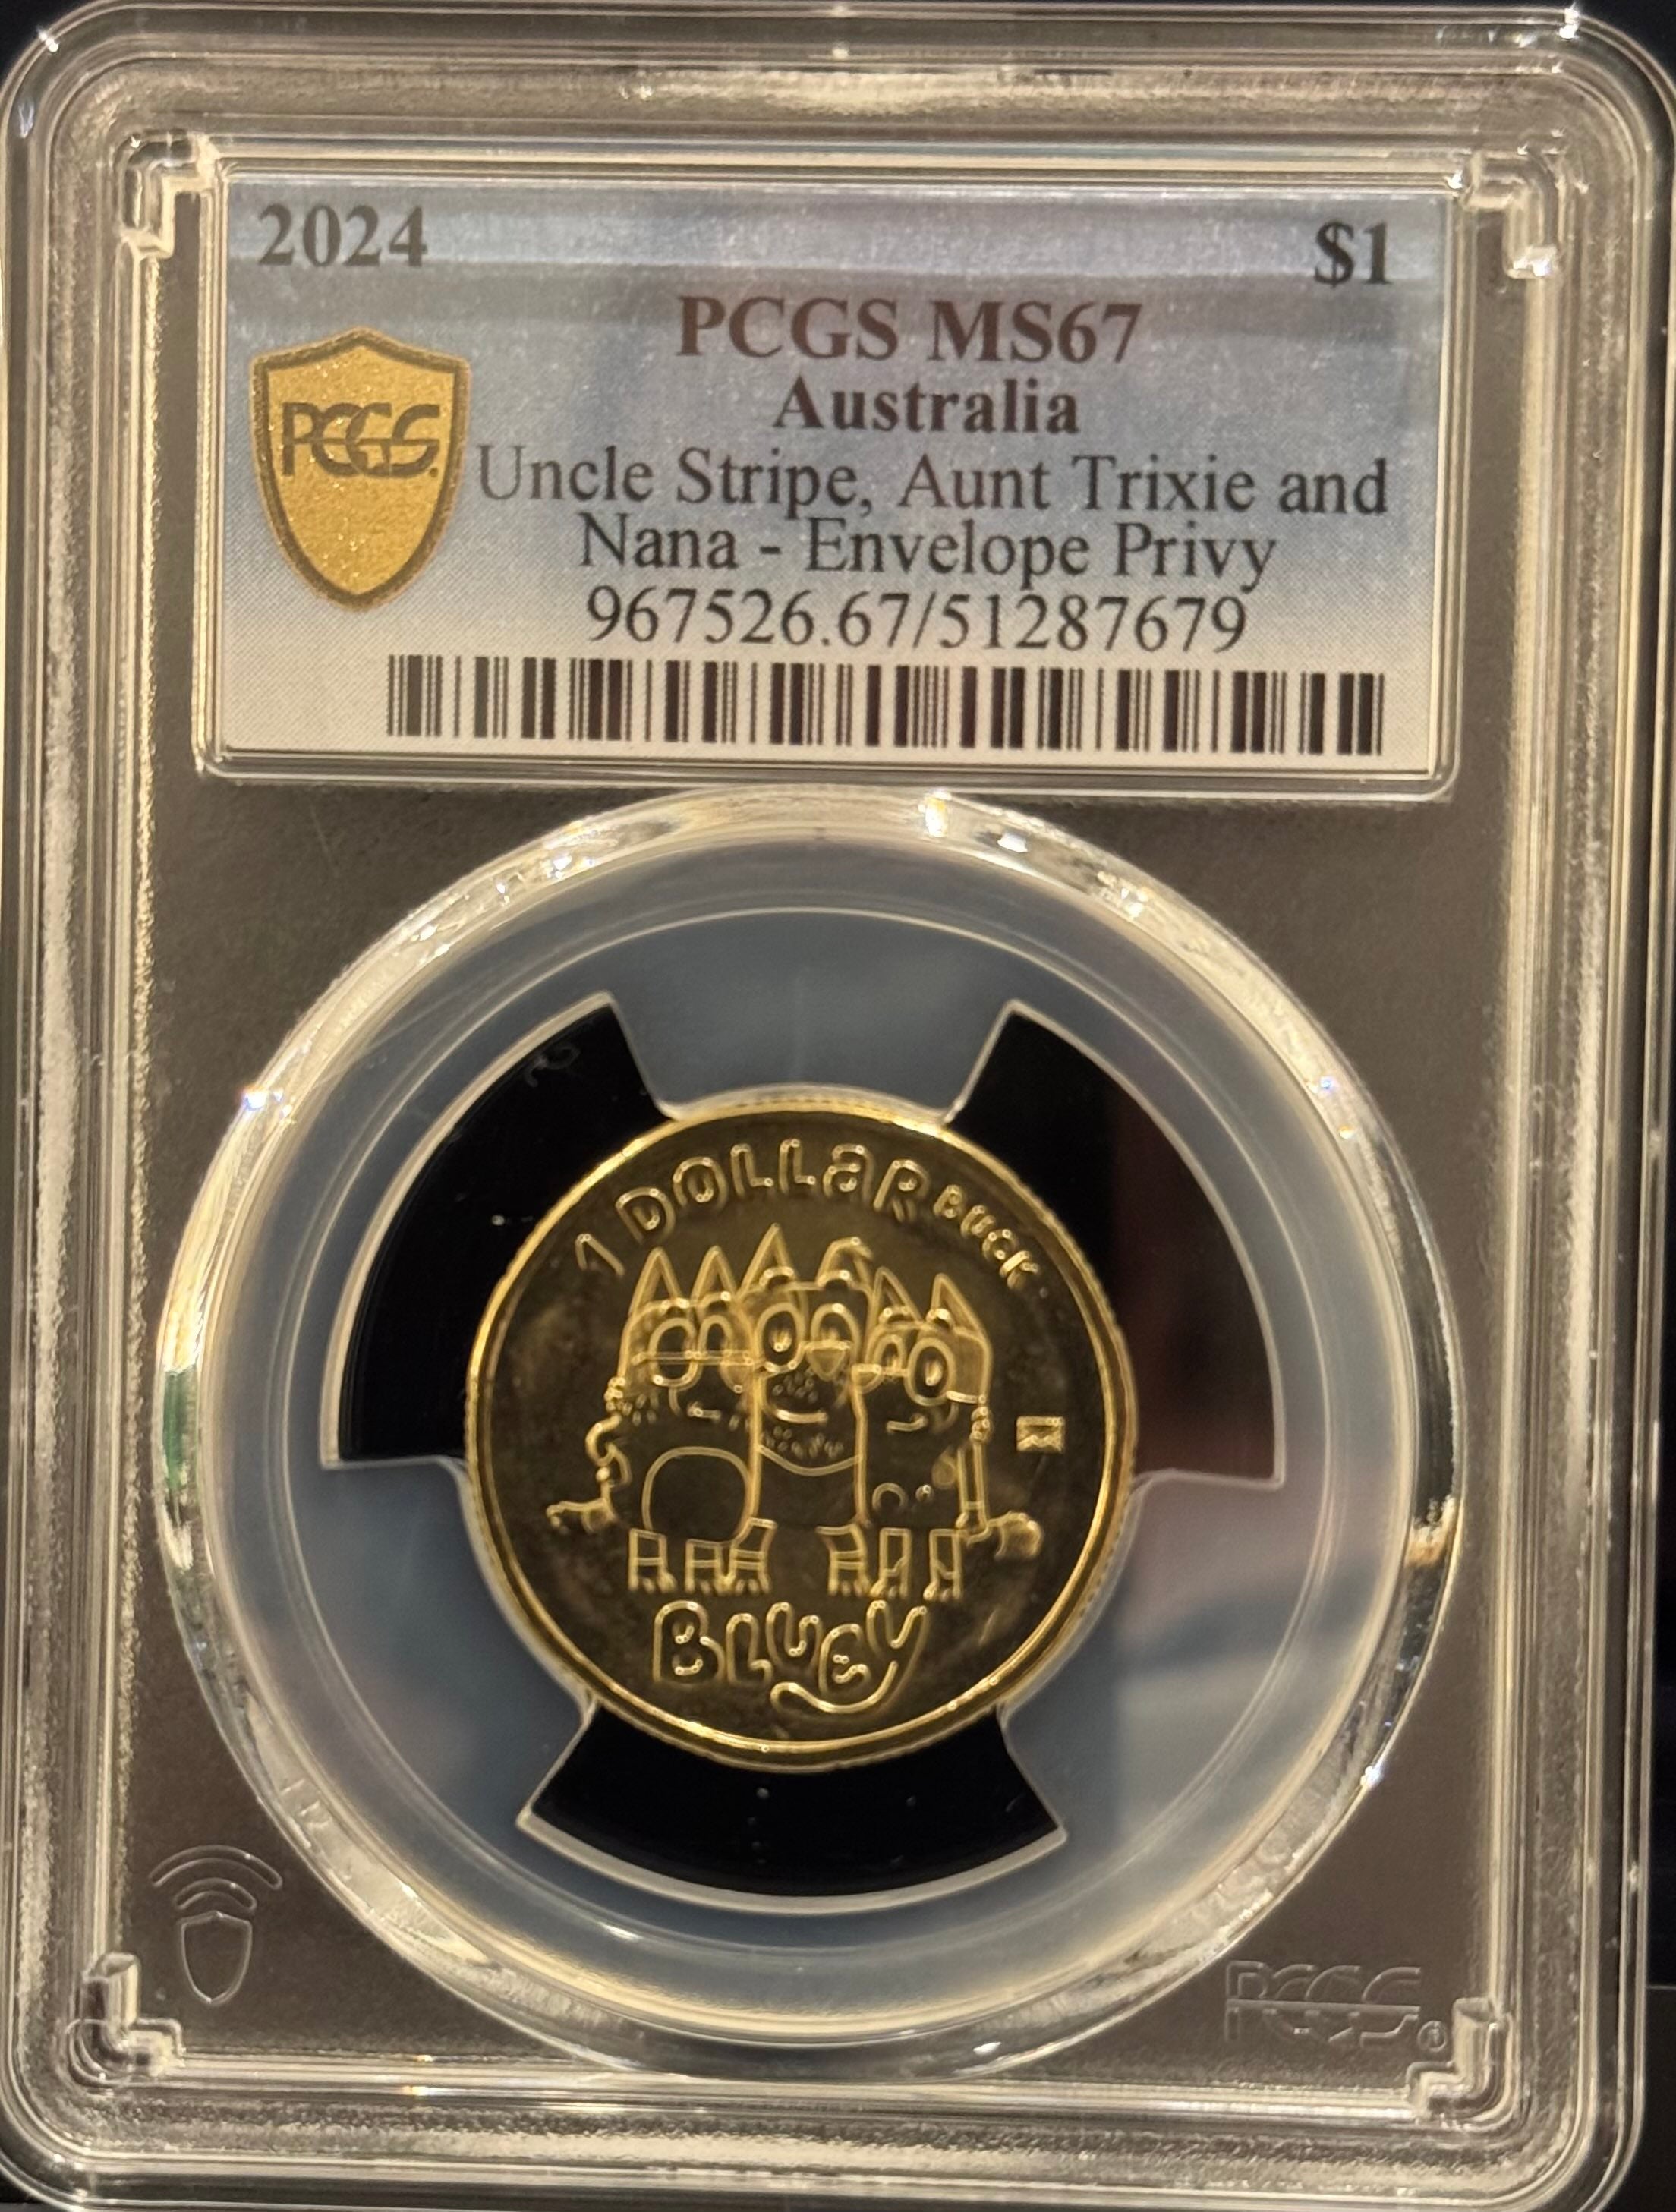 2024 $1
PCGS MS67
Australia
PCGS
Uncle Stripe, Aunt Trixie and
Nana - Envelope Privy
967526.67/51287679
1 DOLLAR BUCK
BLUEY
PCGS